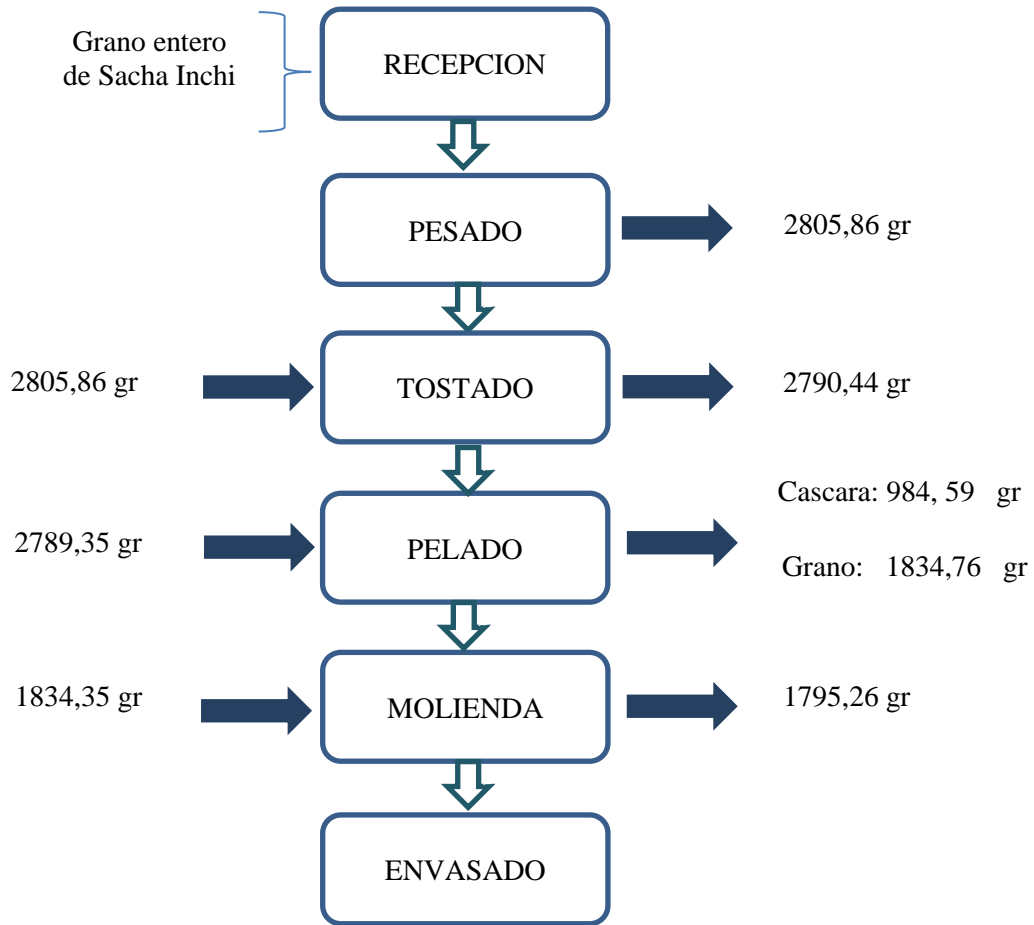 Grano entero
de Sacha Inchi
RECEPCION
PESADO
2805,86 gr
2805,86 gr
TOSTADO
2790,44 gr
2789,35 gr
PELADO
Cascara: 984, 59 gr
Grano: 1834,76 gr
1834,35 gr
MOLIENDA
1795,26 gr
ENVASADO